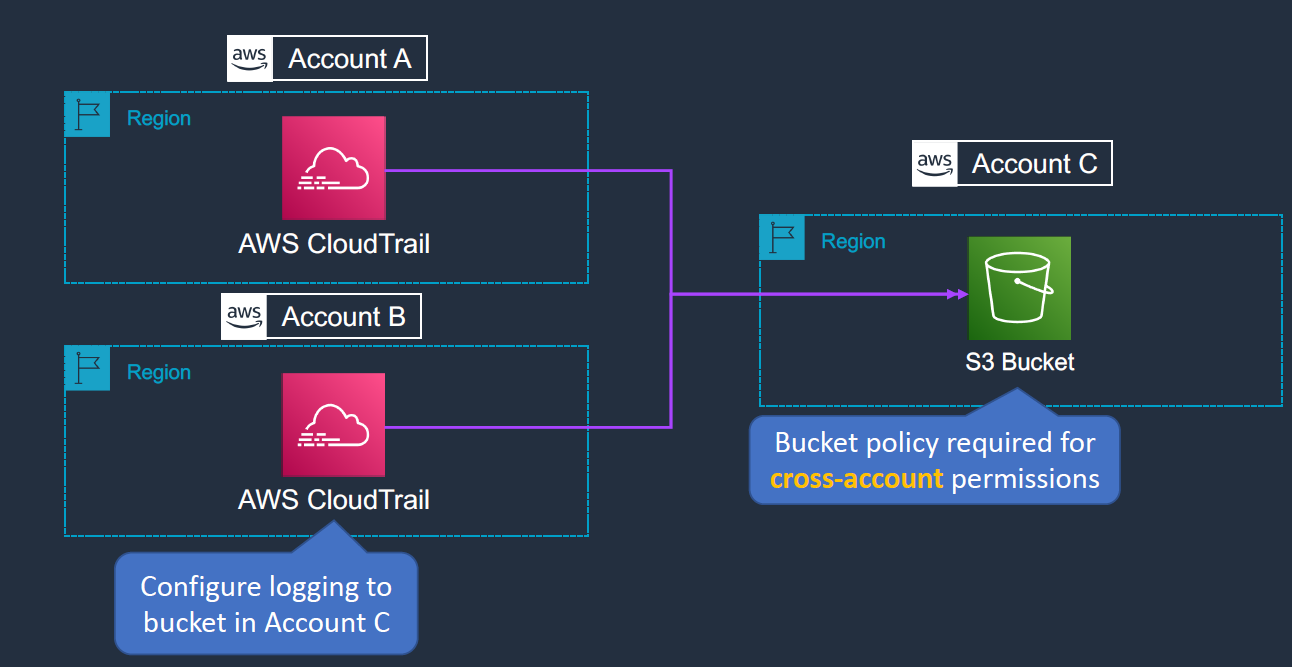 aws Account A
Region
AWS CloudTrail
aws Account B
Region
AWS CloudTrail
Configure logging to
bucket in Account C
aws Account C
Region
S3 Bucket
Bucket policy required for
cross-account permissions